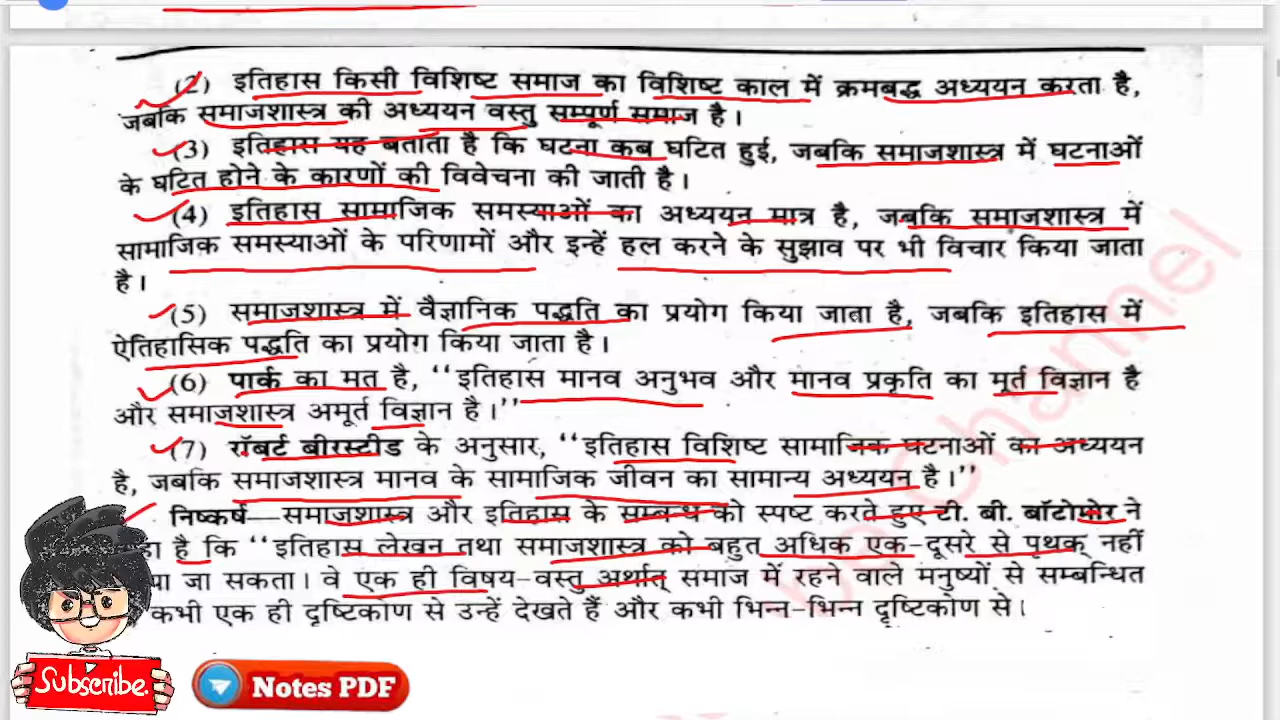 (2) इतिहास किसी विशिष्ट समाज का विशिष्ट काल में क्रमबद्ध अध्ययन करता है,
जबकि समाजशास्त्र की अध्ययन वस्तु सम्पूर्ण समाज है।
(3) इतिहास यह बताता है कि घटना कब घटित हुई, जबकि समाजशास्त्र में घटनाओं
के घटित होने के कारणों की विवेचना की जाती है।
(4) इतिहास सामाजिक समस्याओं का अध्ययन मात्र है, जबकि समाजशास्त्र में
सामाजिक समस्याओं के परिणामों और इन्हें हल करने के सुझाव पर भी विचार किया जाता
है।
(5) समाजशास्त्र में वैज्ञानिक पद्धति का प्रयोग किया जाता है, जबकि इतिहास में
ऐतिहासिक पद्धति का प्रयोग किया जाता है।
(6) पार्क का मत है, ‘‘इतिहास मानव अनुभव और मानव प्रकृति का मूर्त विज्ञान है
और समाजशास्त्र अमूर्त विज्ञान है।’’
(7) रॉबर्ट बीरस्टीड के अनुसार, ‘‘इतिहास विशिष्ट सामाजिक घटनाओं का अध्ययन
है, जबकि समाजशास्त्र मानव के सामाजिक जीवन का सामान्य अध्ययन है।’’
निष्कर्ष—समाजशास्त्र और इतिहास के सम्बन्ध को स्पष्ट करते हुए टी. बी. बॉटोमोर ने
है कि ‘‘इतिहास लेखन तथा समाजशास्त्र को बहुत अधिक एक-दूसरे से पृथक् नहीं
जा सकता। वे एक ही विषय-वस्तु अर्थात् समाज में रहने वाले मनुष्यों से सम्बन्धित
कभी एक ही दृष्टिकोण से उन्हें देखते हैं और कभी भिन्न-भिन्न दृष्टिकोण से।
Subscribe.
Notes PDF
Channel